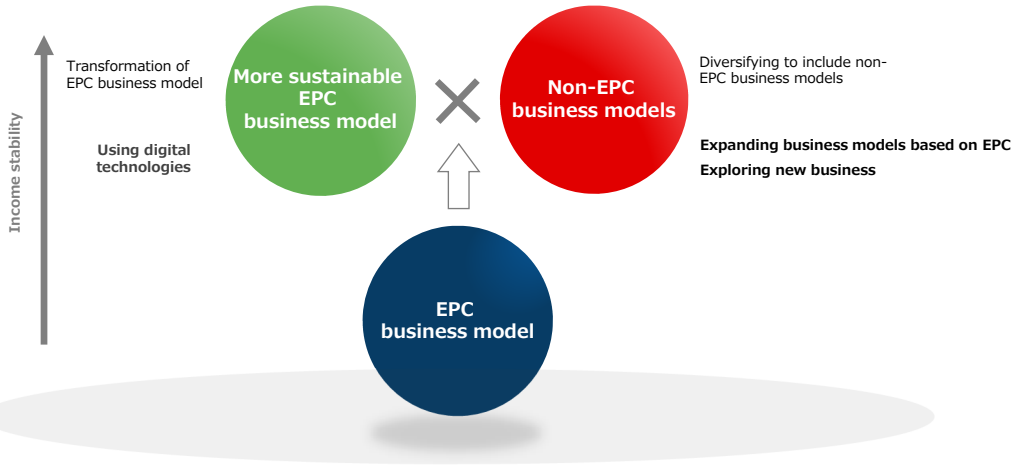 Income stability
Transformation of
EPC business model
Using digital
technologies
More sustainable
EPC
business model
Non-EPC
business models
Diversifying to include non-
EPC business models
Expanding business models based on EPC
Exploring new business
EPC
business model